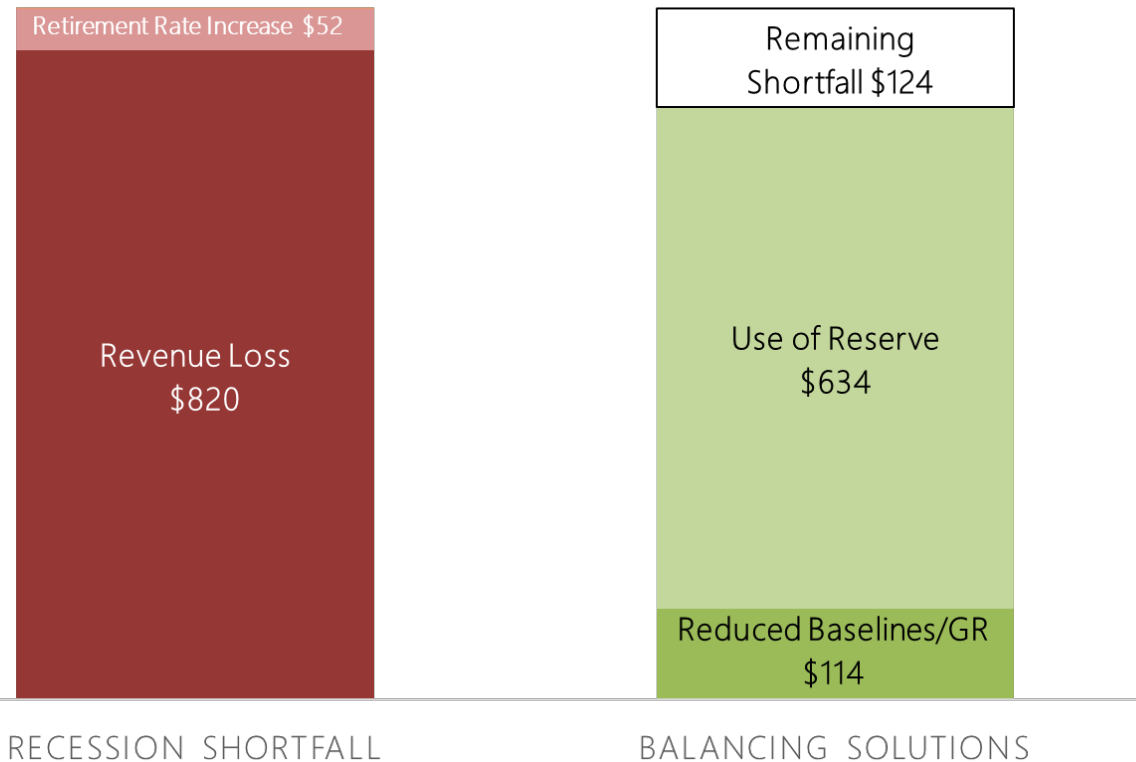 Retirement Rate Increase $52
Revenue Loss
$820
RECESSION SHORTFALL
Remaining
Shortfall $124
Use of Reserve
$634
Reduced Baselines/GR
$114
BALANCING SOLUTIONS